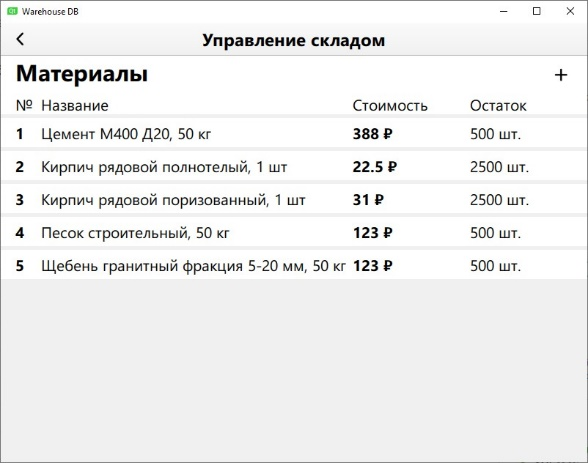 Warehouse DB
Управление складом
Материалы
№ Название Стоимость Остаток
1 Цемент М400 Д20, 50 кг 388 ₽ 500 шт.
2 Кирпич рядовой полнотелый, 1 шт 22.5 ₽ 2500 шт.
3 Кирпич рядовой поризованный, 1 шт 31 ₽ 2500 шт.
4 Песок строительный, 50 кг 123 ₽ 500 шт.
5 Щебень гранитный фракция 5-20 мм, 50 кг 123 ₽ 500 шт.